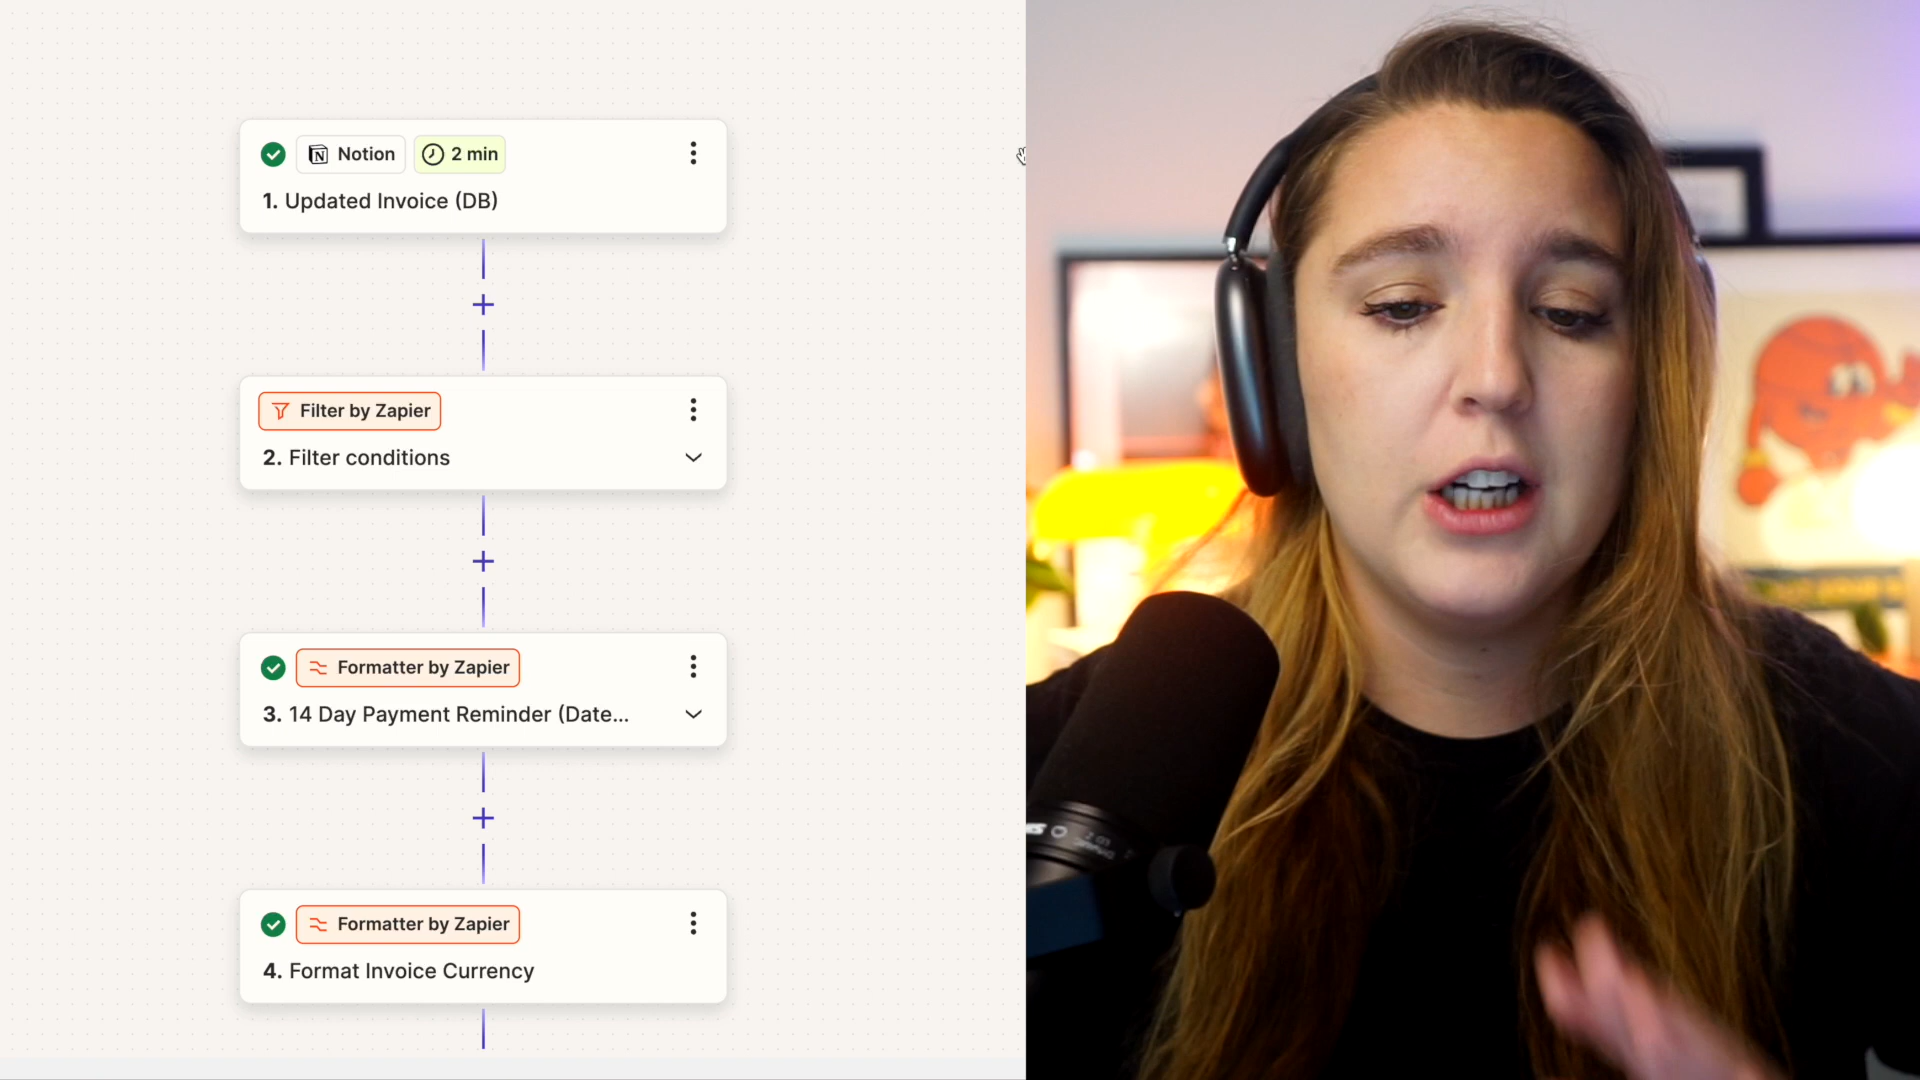 Notion 2 min
1. Updated Invoice (DB)
Filter by Zapier
2. Filter conditions
Formatter by Zapier
3. 14 Day Payment Reminder (Date...
Formatter by Zapier
4. Format Invoice Currency